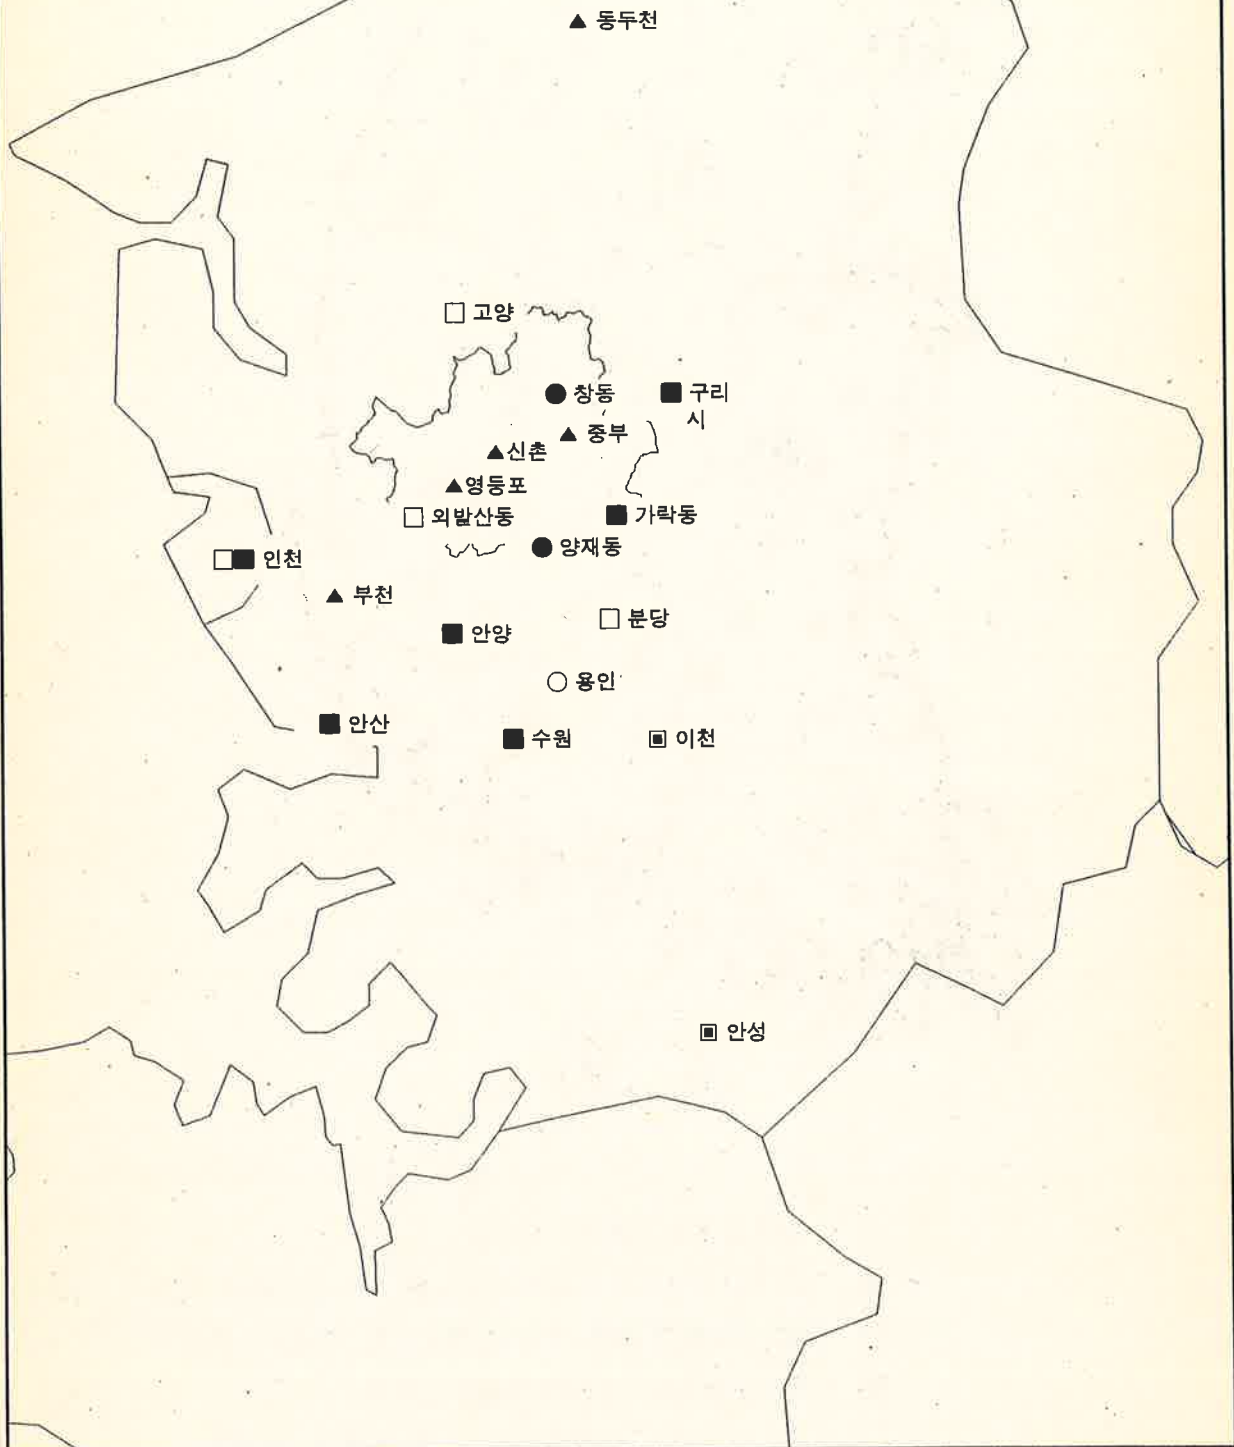 ▲ 동두천
□ 고양
● 창동
■ 구리
시
▲ 중부
▲신촌
▲영등포
□ 외발산동
■ 가락동
● 양재동
□■ 인천
▲ 부천
□ 분당
■ 안양
○ 용인
■ 안산
■ 수원
▣ 이천
▣ 안성